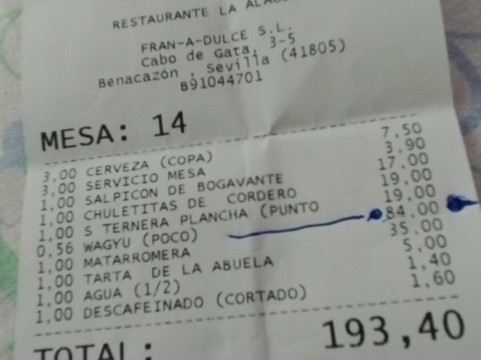 RESTAURANTE LA
FRAN-A-DULCE S.L.
Cabo de Gata, 3-5
Benacazón , Sevilla (41805)
B91044701
MESA: 14
3,00 CERVEZA (COPA) 7,50
3,00 SERVICIO MESA 3,90
1,00 SALPICON DE BOGAVANTE 17,00
1,00 CHULETITAS DE CORDERO 19,00
1,00 S TERNERA PLANCHA (PUNTO 19,00
0,56 WAGYU (POCO) 84,00
1,00 MATARROMERA 35,00
1,00 TARTA DE LA ABUELA 5,00
1,00 AGUA (1/2) 1,40
1,00 DESCAFEINADO (CORTADO) 1,60
TOTAL: 193,40